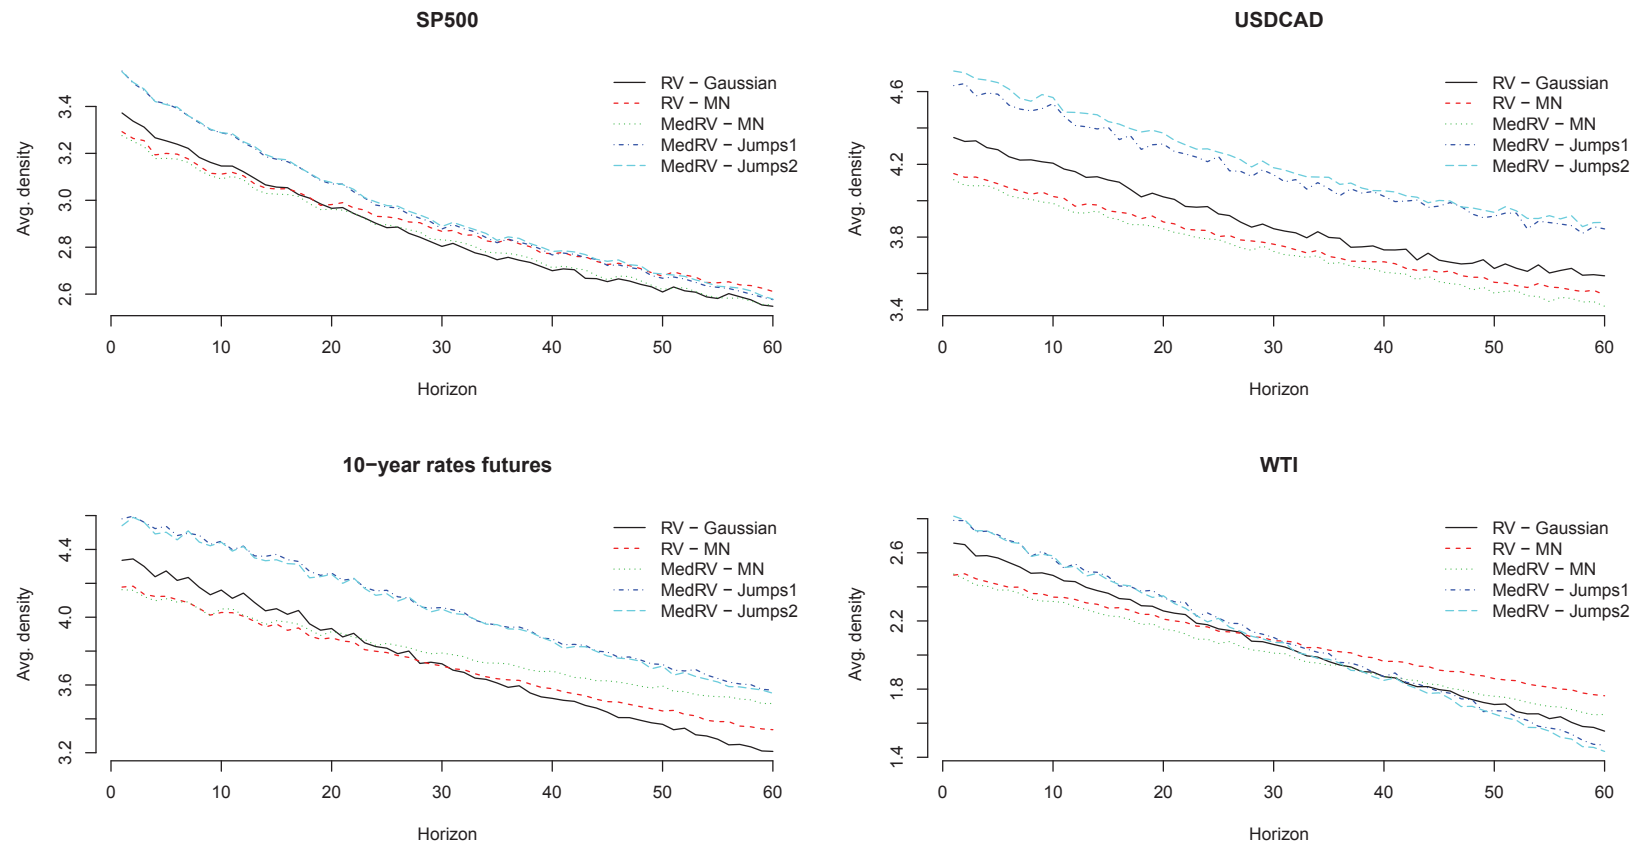 SP500
Avg. density
3.4
3.2
3.0
2.8
2.6
RV − Gaussian
RV − MN
MedRV − MN
MedRV − Jumps1
MedRV − Jumps2
0 10 20 30 40 50 60
Horizon
USDCAD
Avg. density
4.6
4.2
3.8
3.4
RV − Gaussian
RV − MN
MedRV − MN
MedRV − Jumps1
MedRV − Jumps2
0 10 20 30 40 50 60
Horizon
10−year rates futures
Avg. density
4.4
4.0
3.6
3.2
RV − Gaussian
RV − MN
MedRV − MN
MedRV − Jumps1
MedRV − Jumps2
0 10 20 30 40 50 60
Horizon
WTI
Avg. density
2.6
2.2
1.8
1.4
RV − Gaussian
RV − MN
MedRV − MN
MedRV − Jumps1
MedRV − Jumps2
0 10 20 30 40 50 60
Horizon